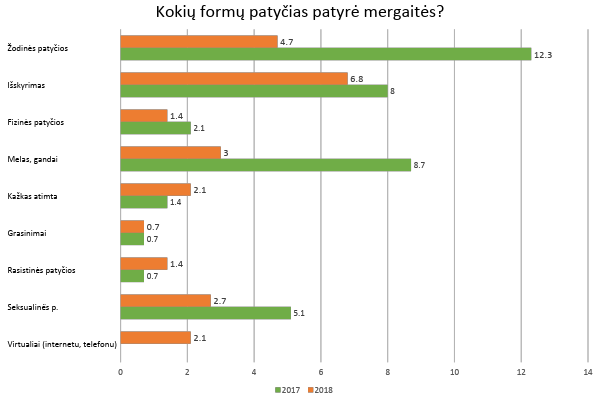 Kokių formų patyčias patyrė mergaitės?
Žodinės patyčios
4.7
12.3
Išskyrimas
6.8
8
Fizinės patyčios
1.4
2.1
Melas, gandai
3
8.7
Kažkas atimta
2.1
1.4
Grasinimai
0.7
0.7
Rasistinės patyčios
1.4
0.7
Seksualinės p.
2.7
5.1
Virtualiai (internetu, telefonu)
2.1
0 2 4 6 8 10 12 14
2017 2018